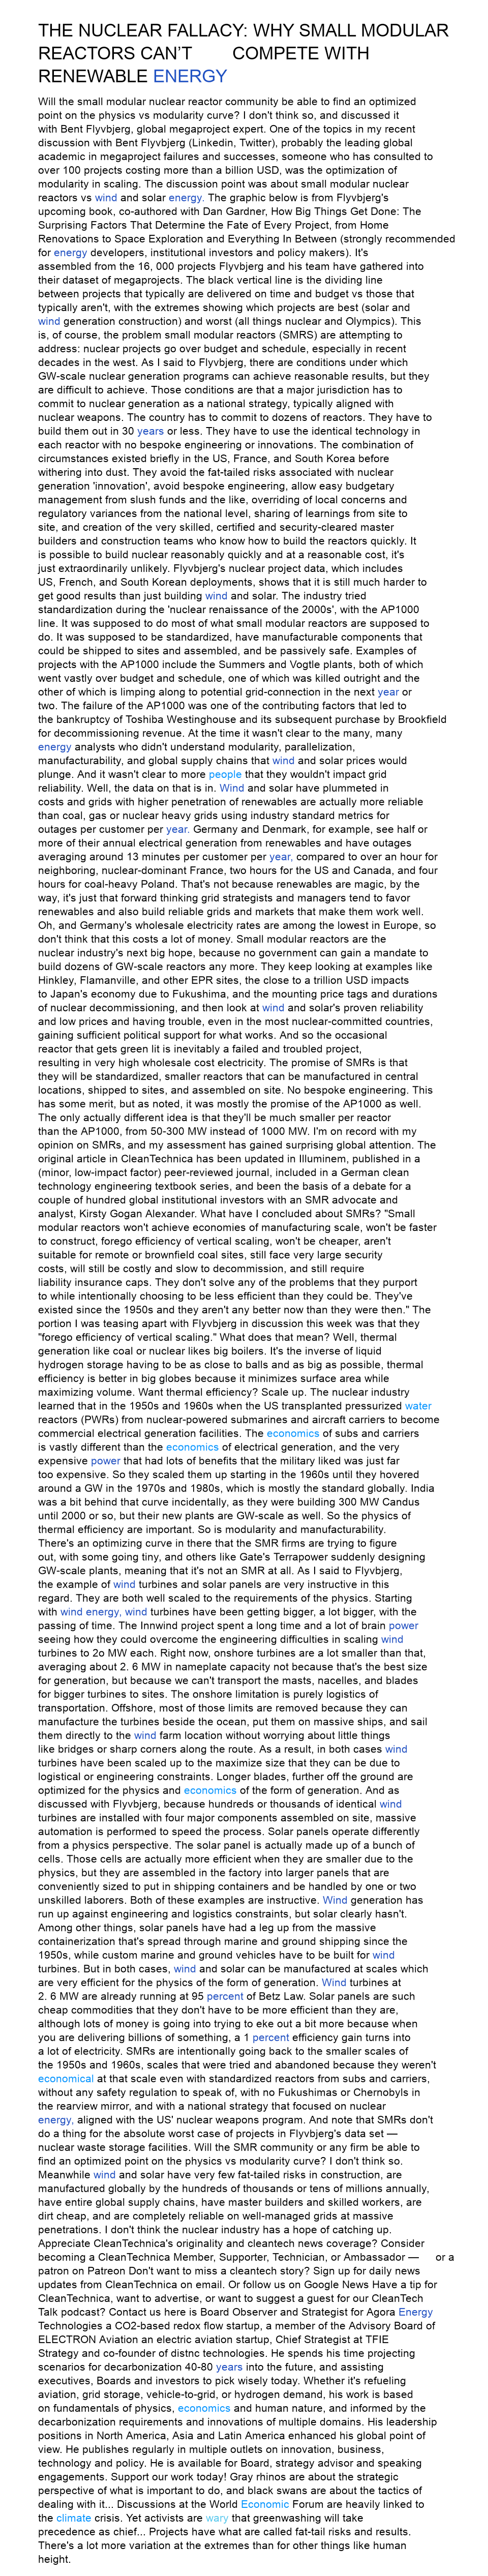 THE NUCLEAR FALLACY: WHY SMALL MODULAR
REACTORS CAN'T COMPETE WITH
RENEWABLE ENERGY
Will the small modular nuclear reactor community be able to find an optimized
point on the physics vs modularity curve? I don't think so, and discussed it
with Bent Flyvbjerg, global megaproject expert. One of the topics in my recent
discussion with Bent Flyvbjerg (Linkedin, Twitter), probably the leading global
academic in megaproject failures and successes, someone who has consulted to
over 100 projects costing more than a billion USD, was the optimization of
modularity in scaling. The discussion point was about small modular nuclear
reactors vs wind and solar energy. The graphic below is from Flyvbjerg's
upcoming book, co-authored with Dan Gardner, How Big Things Get Done: The
Surprising Factors That Determine the Fate of Every Project, from Home
Renovations to Space Exploration and Everything In Between (strongly recommended
for energy developers, institutional investors and policy makers). It's
assembled from the 16, 000 projects Flyvbjerg and his team have gathered into
their dataset of megaprojects. The black vertical line is the dividing line
between projects that typically are delivered on time and budget vs those that
typically aren't, with the extremes showing which projects are best (solar and
wind generation construction) and worst (all things nuclear and Olympics). This
is, of course, the problem small modular reactors (SMRS) are attempting to
address: nuclear projects go over budget and schedule, especially in recent
decades in the west. As I said to Flyvbjerg, there are conditions under which
GW-scale nuclear generation programs can achieve reasonable results, but they
are difficult to achieve. Those conditions are that a major jurisdiction has to
commit to nuclear generation as a national strategy, typically aligned with
nuclear weapons. The country has to commit to dozens of reactors. They have to
build them out in 30 years or less. They have to use the identical technology in
each reactor with no bespoke engineering or innovations. The combination of
circumstances existed briefly in the US, France, and South Korea before
withering into dust. They avoid the fat-tailed risks associated with nuclear
generation 'innovation', avoid bespoke engineering, allow easy budgetary
management from slush funds and the like, overriding of local concerns and
regulatory variances from the national level, sharing of learnings from site to
site, and creation of the very skilled, certified and security-cleared master
builders and construction teams who know how to build the reactors quickly. It
is possible to build nuclear reasonably quickly and at a reasonable cost, it's
just extraordinarily unlikely. Flyvbjerg's nuclear project data, which includes
US, French, and South Korean deployments, shows that it is still much harder to
get good results than just building wind and solar. The industry tried
standardization during the 'nuclear renaissance of the 2000s', with the AP1000
line. It was supposed to do most of what small modular reactors are supposed to
do. It was supposed to be standardized, have manufacturable components that
could be shipped to sites and assembled, and be passively safe. Examples of
projects with the AP1000 include the Summers and Vogtle plants, both of which
went vastly over budget and schedule, one of which was killed outright and the
other of which is limping along to potential grid-connection in the next year or
two. The failure of the AP1000 was one of the contributing factors that led to
the bankruptcy of Toshiba Westinghouse and its subsequent purchase by Brookfield
for decommissioning revenue. At the time it wasn't clear to the many, many
energy analysts who didn't understand modularity, parallelization,
manufacturability, and global supply chains that wind and solar prices would
plunge. And it wasn't clear to more people that they wouldn't impact grid
reliability. Well, the data on that is in. Wind and solar have plummeted in
costs and grids with higher penetration of renewables are actually more reliable
than coal, gas or nuclear heavy grids using industry standard metrics for
outages per customer per year. Germany and Denmark, for example, see half or
more of their annual electrical generation from renewables and have outages
averaging around 13 minutes per customer per year, compared to over an hour for
neighboring, nuclear-dominant France, two hours for the US and Canada, and four
hours for coal-heavy Poland. That's not because renewables are magic, by the
way, it's just that forward thinking grid strategists and managers tend to favor
renewables and also build reliable grids and markets that make them work well.
Oh, and Germany's wholesale electricity rates are among the lowest in Europe, so
don't think that this costs a lot of money. Small modular reactors are the
nuclear industry's next big hope, because no government can gain a mandate to
build dozens of GW-scale reactors any more. They keep looking at examples like
Hinkley, Flamanville, and other EPR sites, the close to a trillion USD impacts
to Japan's economy due to Fukushima, and the mounting price tags and durations
of nuclear decommissioning, and then look at wind and solar's proven reliability
and low prices and having trouble, even in the most nuclear-committed countries,
gaining sufficient political support for what works. And so the occasional
reactor that gets green lit is inevitably a failed and troubled project,
resulting in very high wholesale cost electricity. The promise of SMRs is that
they will be standardized, smaller reactors that can be manufactured in central
locations, shipped to sites, and assembled on site. No bespoke engineering. This
has some merit, but as noted, it was mostly the promise of the AP1000 as well.
The only actually different idea is that they'll be much smaller per reactor
than the AP1000, from 50-300 MW instead of 1000 MW. I'm on record with my
opinion on SMRs, and my assessment has gained surprising global attention. The
original article in CleanTechnica has been updated in Illuminem, published in a
(minor, low-impact factor) peer-reviewed journal, included in a German clean
technology engineering textbook series, and been the basis of a debate for a
couple of hundred global institutional investors with an SMR advocate and
analyst, Kirsty Gogan Alexander. What have I concluded about SMRs? "Small
modular reactors won't achieve economies of manufacturing scale, won't be faster
to construct, forego efficiency of vertical scaling, won't be cheaper, aren't
suitable for remote or brownfield coal sites, still face very large security
costs, will still be costly and slow to decommission, and still require
liability insurance caps. They don't solve any of the problems that they purport
to while intentionally choosing to be less efficient than they could be. They've
existed since the 1950s and they aren't any better now than they were then." The
portion I was teasing apart with Flyvbjerg in discussion this week was that they
"forego efficiency of vertical scaling." What does that mean? Well, thermal
generation like coal or nuclear likes big boilers. It's the inverse of liquid
hydrogen storage having to be as close to balls and as big as possible, thermal
efficiency is better in big globes because it minimizes surface area while
maximizing volume. Want thermal efficiency? Scale up. The nuclear industry
learned that in the 1950s and 1960s when the US transplanted pressurized water
reactors (PWRs) from nuclear-powered submarines and aircraft carriers to become
commercial electrical generation facilities. The economics of subs and carriers
is vastly different than the economics of electrical generation, and the very
expensive power that had lots of benefits that the military liked was just far
too expensive. So they scaled them up starting in the 1960s until they hovered
around a GW in the 1970s and 1980s, which is mostly the standard globally. India
was a bit behind that curve incidentally, as they were building 300 MW Candus
until 2000 or so, but their new plants are GW-scale as well. So the physics of
thermal efficiency are important. So is modularity and manufacturability.
There's an optimizing curve in there that the SMR firms are trying to figure
out, with some going tiny, and others like Gate's Terrapower suddenly designing
GW-scale plants, meaning that it's not an SMR at all. As I said to Flyvbjerg,
the example of wind turbines and solar panels are very instructive in this
regard. They are both well scaled to the requirements of the physics. Starting
with wind energy, wind turbines have been getting bigger, a lot bigger, with the
passing of time. The Innwind project spent a long time and a lot of brain power
seeing how they could overcome the engineering difficulties in scaling wind
turbines to 2o MW each. Right now, onshore turbines are a lot smaller than that,
averaging about 2. 6 MW in nameplate capacity not because that's the best size
for generation, but because we can't transport the masts, nacelles, and blades
for bigger turbines to sites. The onshore limitation is purely logistics of
transportation. Offshore, most of those limits are removed because they can
manufacture the turbines beside the ocean, put them on massive ships, and sail
them directly to the wind farm location without worrying about little things
like bridges or sharp corners along the route. As a result, in both cases wind
turbines have been scaled up to the maximize size that they can be due to
logistical or engineering constraints. Longer blades, further off the ground are
optimized for the physics and economics of the form of generation. And as
discussed with Flyvbjerg, because hundreds or thousands of identical wind
turbines are installed with four major components assembled on site, massive
automation is performed to speed the process. Solar panels operate differently
from a physics perspective. The solar panel is actually made up of a bunch of
cells. Those cells are actually more efficient when they are smaller due to the
physics, but they are assembled in the factory into larger panels that are
conveniently sized to put in shipping containers and be handled by one or two
unskilled laborers. Both of these examples are instructive. Wind generation has
run up against engineering and logistics constraints, but solar clearly hasn't.
Among other things, solar panels have had a leg up from the massive
containerization that's spread through marine and ground shipping since the
1950s, while custom marine and ground vehicles have to be built for wind
turbines. But in both cases, wind and solar can be manufactured at scales which
are very efficient for the physics of the form of generation. Wind turbines at
2. 6 MW are already running at 95 percent of Betz Law. Solar panels are such
cheap commodities that they don't have to be more efficient than they are,
although lots of money is going into trying to eke out a bit more because when
you are delivering billions of something, a 1 percent efficiency gain turns into
a lot of electricity. SMRs are intentionally going back to the smaller scales of
the 1950s and 1960s, scales that were tried and abandoned because they weren't
economical at that scale even with standardized reactors from subs and carriers,
without any safety regulation to speak of, with no Fukushimas or Chernobyls in
the rearview mirror, and with a national strategy that focused on nuclear
energy, aligned with the US' nuclear weapons program. And note that SMRs don't
do a thing for the absolute worst case of projects in Flyvbjerg's data set —
nuclear waste storage facilities. Will the SMR community or any firm be able to
find an optimized point on the physics vs modularity curve? I don't think so.
Meanwhile wind and solar have very few fat-tailed risks in construction, are
manufactured globally by the hundreds of thousands or tens of millions annually,
have entire global supply chains, have master builders and skilled workers, are
dirt cheap, and are completely reliable on well-managed grids at massive
penetrations. I don't think the nuclear industry has a hope of catching up.
Appreciate CleanTechnica's originality and cleantech news coverage? Consider
becoming a CleanTechnica Member, Supporter, Technician, or Ambassador — or a
patron on Patreon Don't want to miss a cleantech story? Sign up for daily news
updates from CleanTechnica on email. Or follow us on Google News Have a tip for
CleanTechnica, want to advertise, or want to suggest a guest for our CleanTech
Talk podcast? Contact us here is Board Observer and Strategist for Agora Energy
Technologies a CO2-based redox flow startup, a member of the Advisory Board of
ELECTRON Aviation an electric aviation startup, Chief Strategist at TFIE
Strategy and co-founder of distnc technologies. He spends his time projecting
scenarios for decarbonization 40-80 years into the future, and assisting
executives, Boards and investors to pick wisely today. Whether it's refueling
aviation, grid storage, vehicle-to-grid, or hydrogen demand, his work is based
on fundamentals of physics, economics and human nature, and informed by the
decarbonization requirements and innovations of multiple domains. His leadership
positions in North America, Asia and Latin America enhanced his global point of
view. He publishes regularly in multiple outlets on innovation, business,
technology and policy. He is available for Board, strategy advisor and speaking
engagements. Support our work today! Gray rhinos are about the strategic
perspective of what is important to do, and black swans are about the tactics of
dealing with it... Discussions at the World Economic Forum are heavily linked to
the climate crisis. Yet activists are wary that greenwashing will take
precedence as chief... Projects have what are called fat-tail risks and results.
There's a lot more variation at the extremes than for other things like human
height.